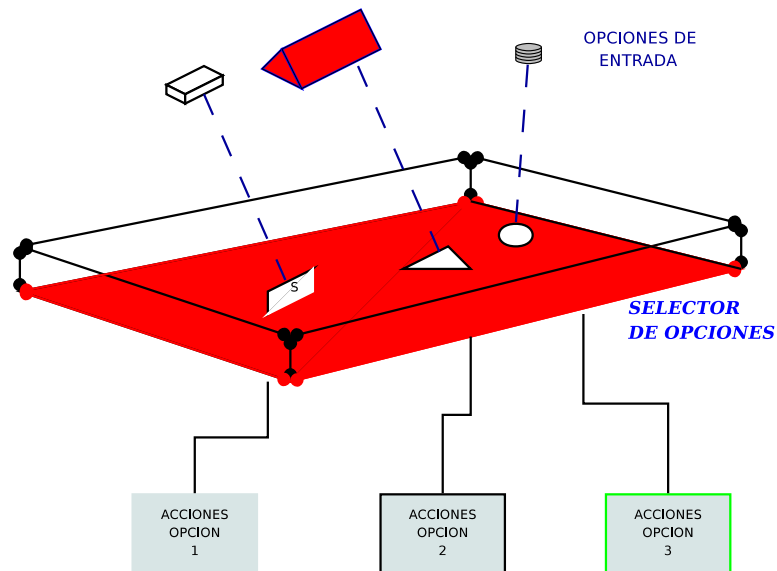 OPCIONES DE
ENTRADA
S
SELECTOR
DE OPCIONES
ACCIONES
OPCION
1
ACCIONES
OPCION
2
ACCIONES
OPCION
3